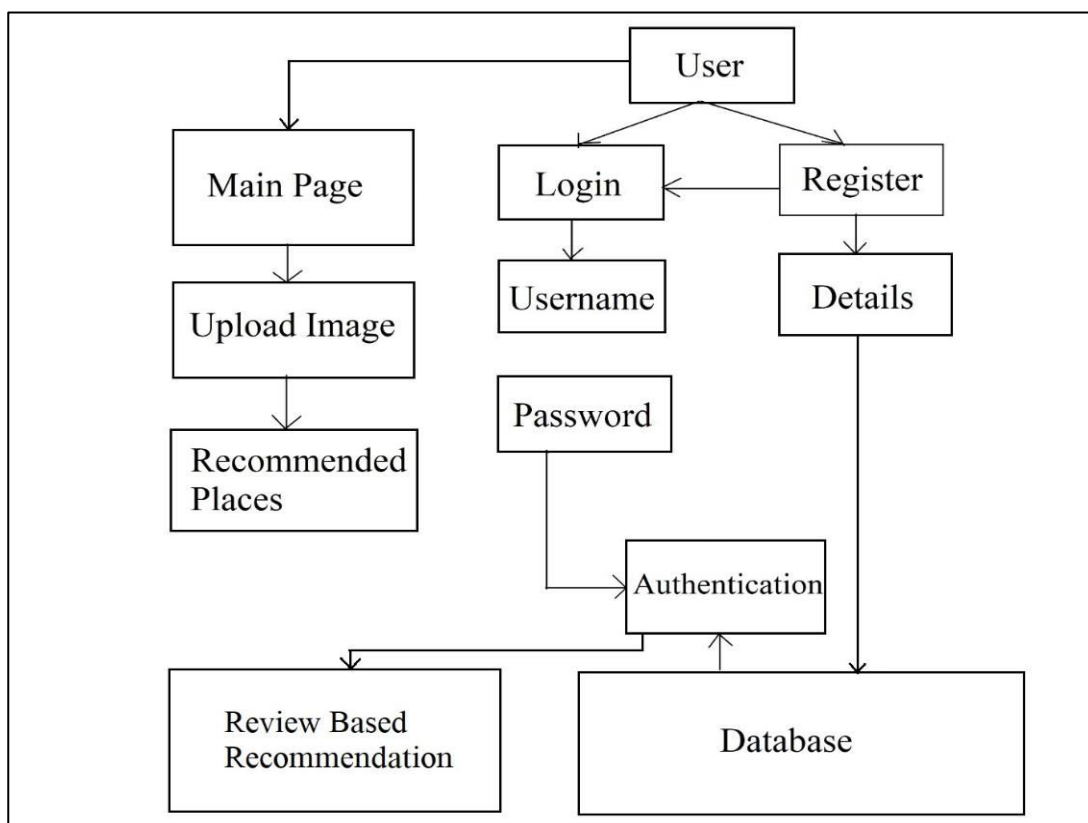 User
Main Page
Login
Register
Upload Image
Username
Details
Password
Recommended
Places
Authentication
Review Based
Recommendation
Database